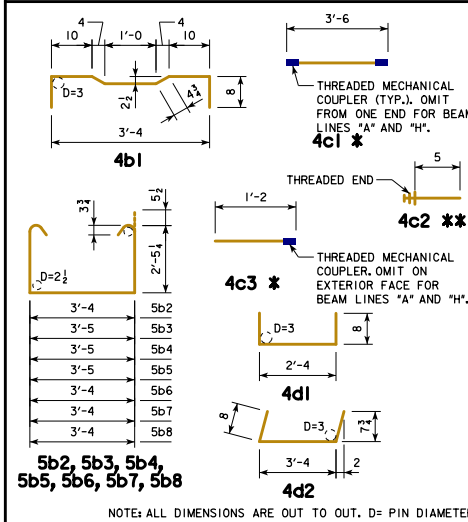 4 4
10 1'-0 10
D=3
2½
4¾
8
3'-4
4b1
3'-6
THREADED MECHANICAL
COUPLER (TYP.). OMIT
FROM ONE END FOR BEAM
LINES "A" AND "H".
4c1 *
THREADED END
5
4c2 **
1'-2
4c3 *
THREADED MECHANICAL
COUPLER. OMIT ON
EXTERIOR FACE FOR
BEAM LINES "A" AND "H".
3¾
5½
2'-5¼
D=2½
3'-4 5b2
3'-5 5b3
3'-5 5b4
3'-5 5b5
3'-4 5b6
3'-4 5b7
3'-4 5b8
5b2, 5b3, 5b4,
5b5, 5b6, 5b7, 5b8
D=3
8
2'-4
4d1
8
D=3
7¾
3'-4 2
4d2
NOTE: ALL DIMENSIONS ARE OUT TO OUT. D= PIN DIAMETE